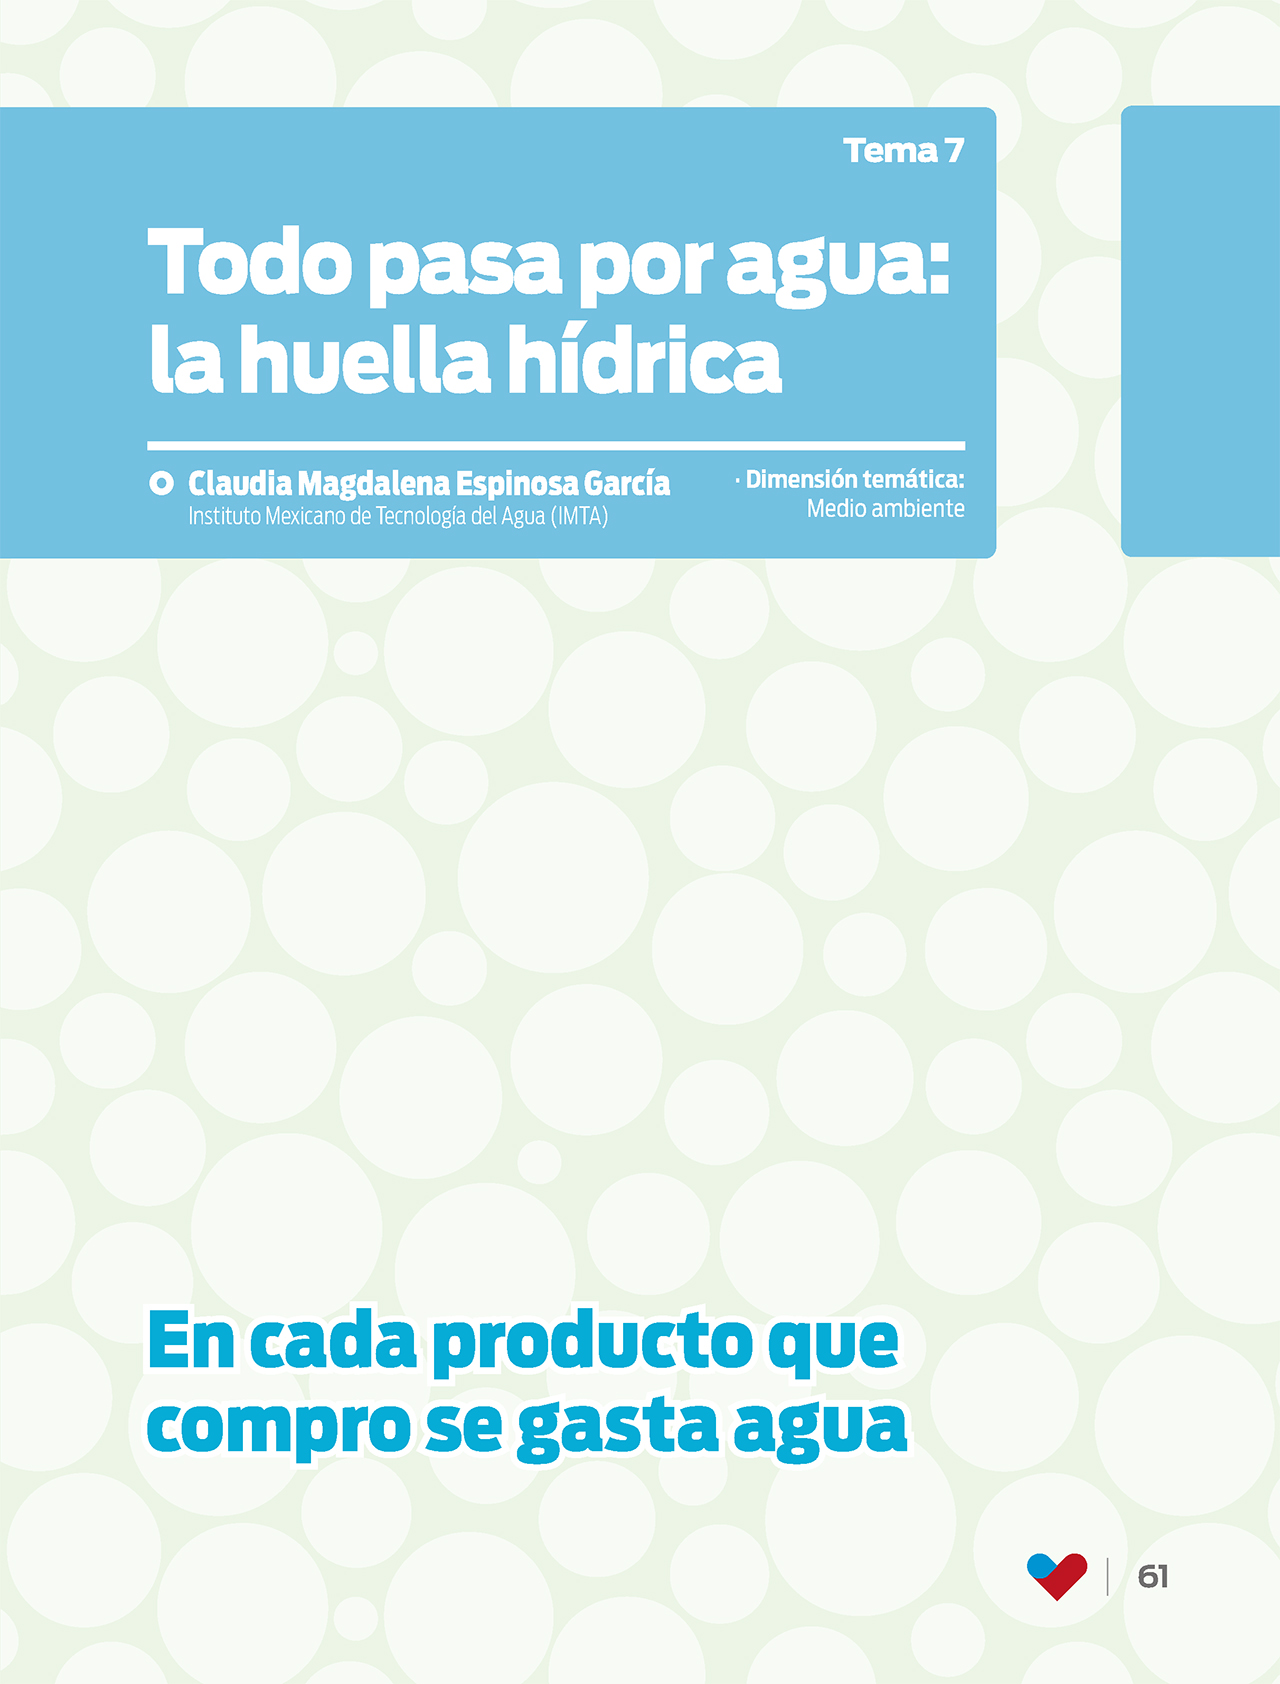 Tema 7
Todo pasa por agua:
la huella hídrica
Claudia Magdalena Espinosa García
Instituto Mexicano de Tecnología del Agua (IMTA)
· Dimensión temática:
Medio ambiente
En cada producto que
compro se gasta agua
61